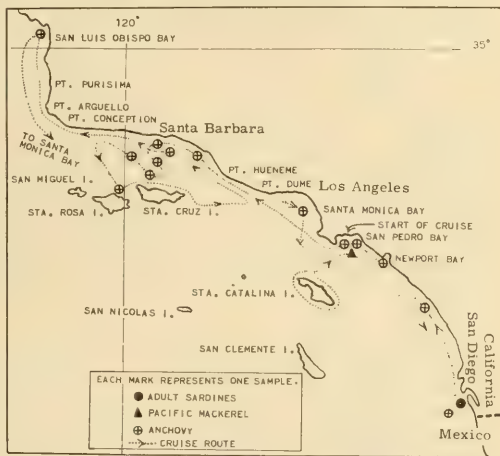 120°
SAN LUIS OBISPO BAY
35°
PT. PURISIMA
PT. ARGUELLO
PT. CONCEPTION
TO SANTA
MONICA BAY
Santa Barbara
PT. HUENEME
PT. DUME
Los Angeles
SAN MIGUEL I.
STA. ROSA I.
STA. CRUZ I.
SANTA MONICA BAY
START OF CRUISE
SAN PEDRO BAY
NEWPORT BAY
STA. CATALINA I.
SAN NICOLAS I.
SAN CLEMENTE I.
San Diego
California
Mexico
EACH MARK REPRESENTS ONE SAMPLE.
ADULT SARDINES
PACIFIC MACKEREL
ANCHOVY
CRUISE ROUTE